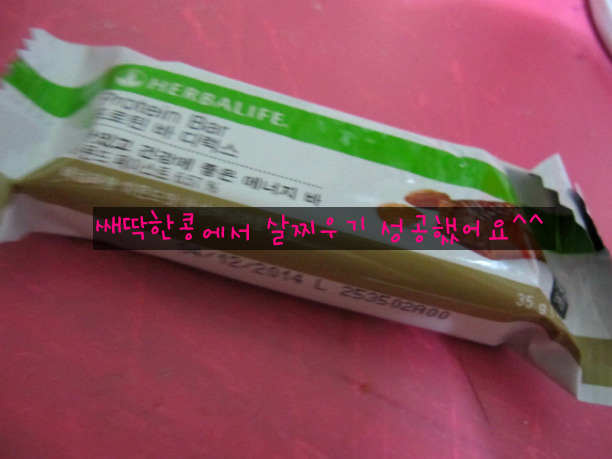 HERBALIFE
Protein Bar
프로틴 바 디럭스
맛있고 건강에 좋은 에너지 바
쌔딱한콩에서 살찌우기 성공했어요^^
/12/2014 L 253502A00
35 g